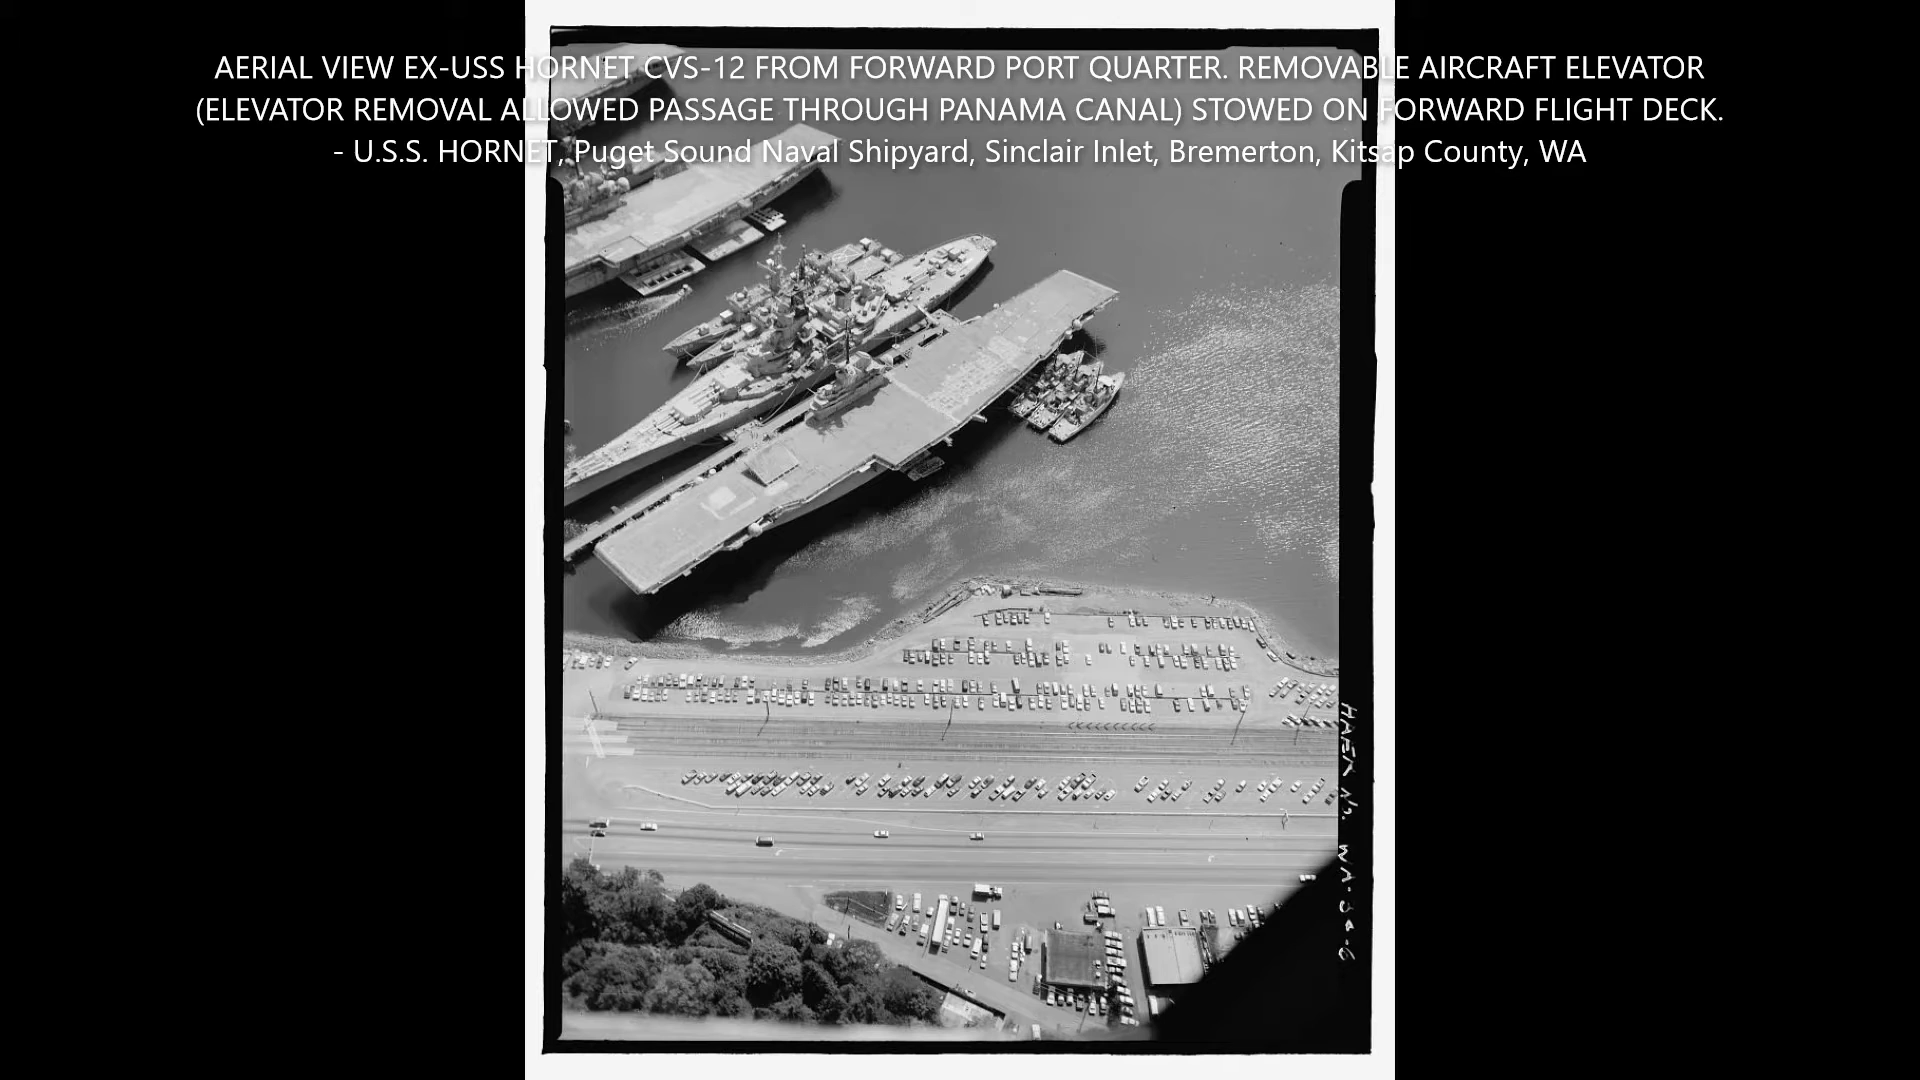 AERIAL VIEW EX-USS HORNET CVS-12 FROM FORWARD PORT QUARTER. REMOVABLE AIRCRAFT ELEVATOR
(ELEVATOR REMOVAL ALLOWED PASSAGE THROUGH PANAMA CANAL) STOWED ON FORWARD FLIGHT DECK.
- U.S.S. HORNET, Puget Sound Naval Shipyard, Sinclair Inlet, Bremerton, Kitsap County, WA
HAER No. WA-